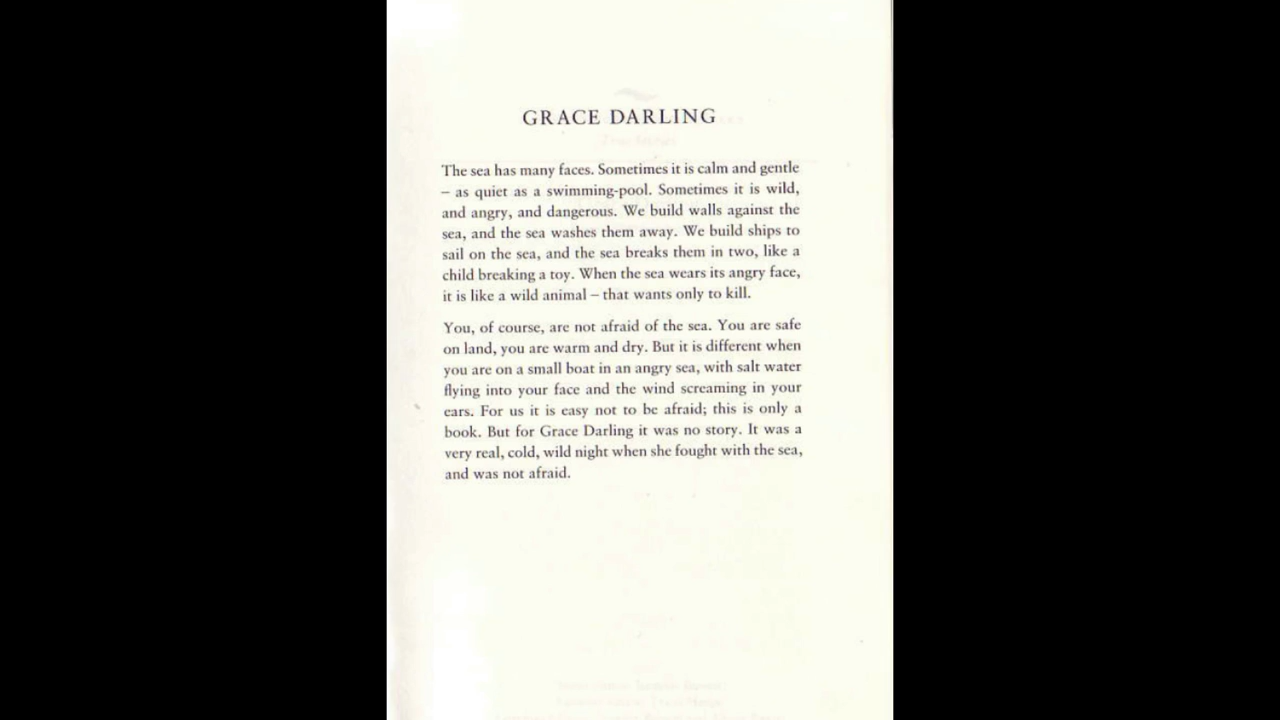 GRACE DARLING
The sea has many faces. Sometimes it is calm and gentle
– as quiet as a swimming-pool. Sometimes it is wild,
and angry, and dangerous. We build walls against the
sea, and the sea washes them away. We build ships to
sail on the sea, and the sea breaks them in two, like a
child breaking a toy. When the sea wears its angry face,
it is like a wild animal – that wants only to kill.
You, of course, are not afraid of the sea. You are safe
on land, you are warm and dry. But it is different when
you are on a small boat in an angry sea, with salt water
flying into your face and the wind screaming in your
ears. For us it is easy not to be afraid; this is only a
book. But for Grace Darling it was no story. It was a
very real, cold, wild night when she fought with the sea,
and was not afraid.